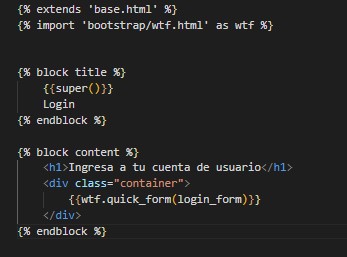 {% extends 'base.html' %}
{% import 'bootstrap/wtf.html' as wtf %}
{% block title %}
{{super()}}
Login
{% endblock %}
{% block content %}
<h1>Ingresa a tu cuenta de usuario</h1>
<div class="container">
{{wtf.quick_form(login_form)}}
</div>
{% endblock %}